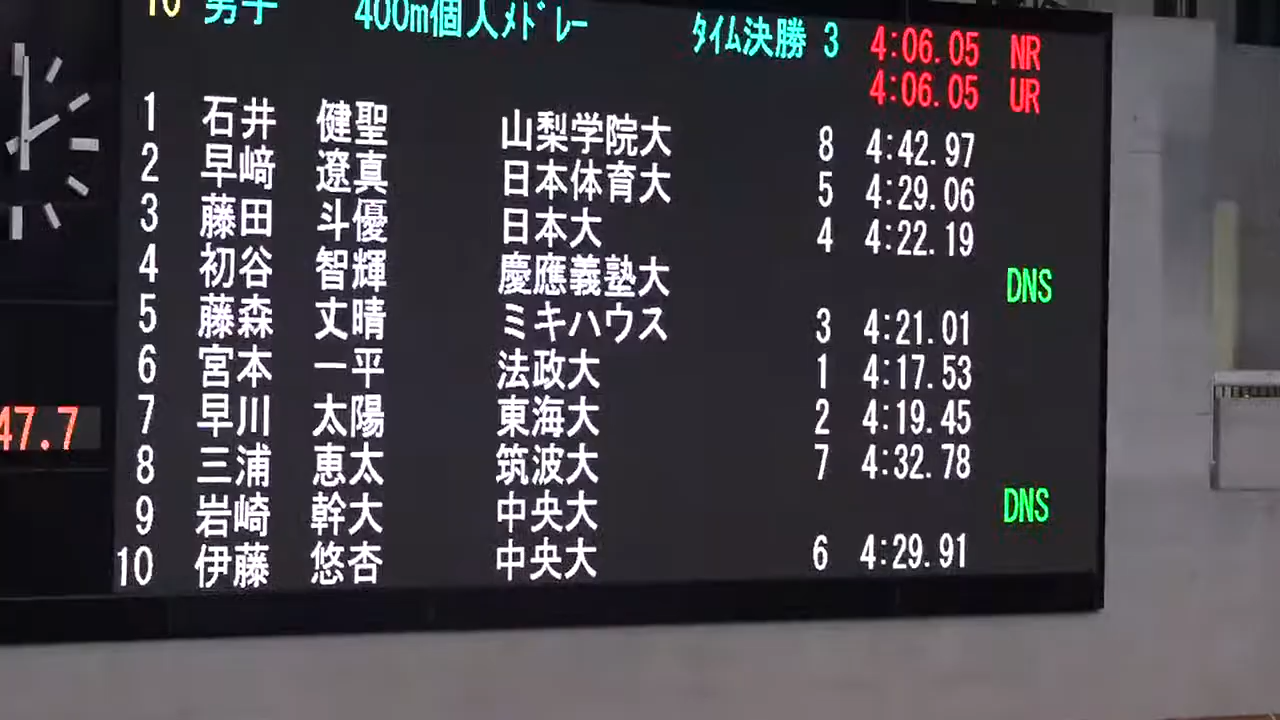 男子 400m個人ﾒﾄﾞﾚｰ ﾀｲﾑ決勝 3 4:06.05 NR
4:06.05 UR
1 石井 健聖 山梨学院大 8 4:42.97
2 早﨑 遼真 日本体育大 5 4:29.06
3 藤田 斗優 日本大 4 4:22.19
4 初谷 智輝 慶應義塾大 DNS
5 藤森 丈晴 ミキハウス 3 4:21.01
6 宮本 一平 法政大 1 4:17.53
7 早川 太陽 東海大 2 4:19.45
8 三浦 恵太 筑波大 7 4:32.78
9 岩崎 幹大 中央大 DNS
10 伊藤 悠杏 中央大 6 4:29.91
47.7